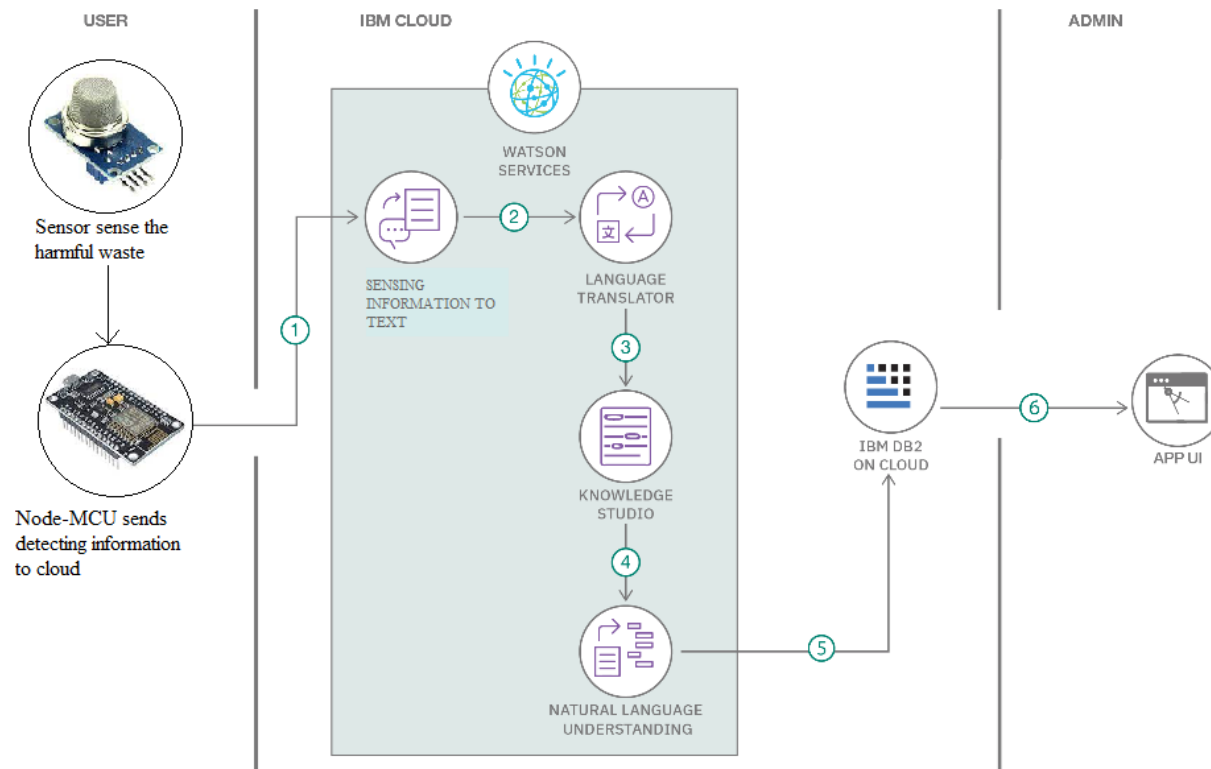 USER
IBM CLOUD
ADMIN
WATSON
SERVICES
Sensor sense the
harmful waste
SENSING
INFORMATION TO
TEXT
2
A
文
LANGUAGE
TRANSLATOR
1
3
Node-MCU sends
detecting information
to cloud
KNOWLEDGE
STUDIO
4
NATURAL LANGUAGE
UNDERSTANDING
5
IBM DB2
ON CLOUD
6
APP UI